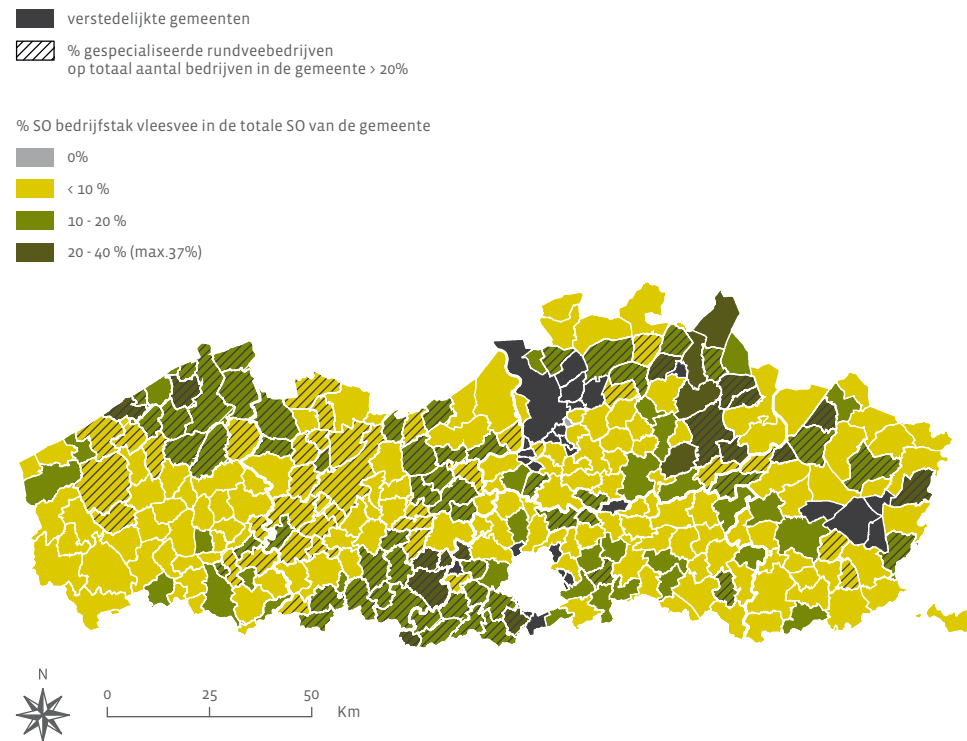 verstedelijkte gemeenten
% gespecialiseerde rundveebedrijven
op totaal aantal bedrijven in de gemeente > 20%
% SO bedrijfstak vleesvee in de totale SO van de gemeente
0%
< 10 %
10 - 20 %
20 - 40 % (max.37%)
N
0 25 50 Km